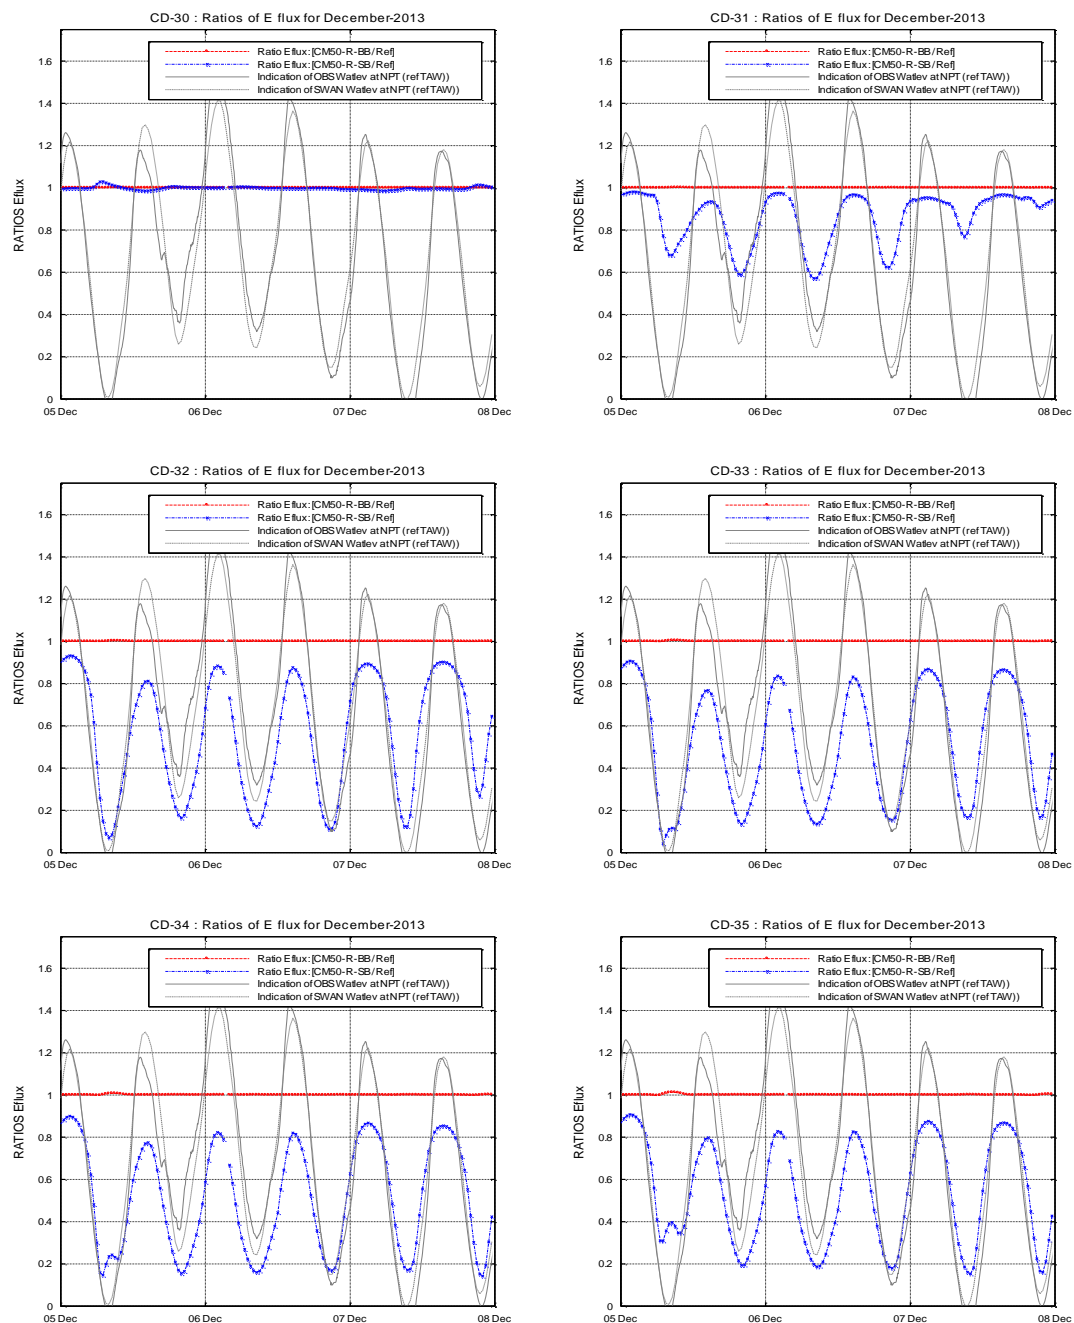 CD-30 : Ratios of E flux for December-2013
Ratio Eflux: [CM50-R-BB/Ref]
Ratio Eflux: [CM50-R-SB/Ref]
Indication of OBS Watlev at NPT (ref TAW))
Indication of SWAN Watlev at NPT (ref TAW))
RATIOS Eflux
1.6
1.4
1.2
1
0.8
0.6
0.4
0.2
0
05 Dec 06 Dec 07 Dec 08 Dec
CD-31 : Ratios of E flux for December-2013
Ratio Eflux: [CM50-R-BB/Ref]
Ratio Eflux: [CM50-R-SB/Ref]
Indication of OBS Watlev at NPT (ref TAW))
Indication of SWAN Watlev at NPT (ref TAW))
RATIOS Eflux
1.6
1.4
1.2
1
0.8
0.6
0.4
0.2
0
05 Dec 06 Dec 07 Dec 08 Dec
CD-32 : Ratios of E flux for December-2013
Ratio Eflux: [CM50-R-BB/Ref]
Ratio Eflux: [CM50-R-SB/Ref]
Indication of OBS Watlev at NPT (ref TAW))
Indication of SWAN Watlev at NPT (ref TAW))
RATIOS Eflux
1.6
1.4
1.2
1
0.8
0.6
0.4
0.2
0
05 Dec 06 Dec 07 Dec 08 Dec
CD-33 : Ratios of E flux for December-2013
Ratio Eflux: [CM50-R-BB/Ref]
Ratio Eflux: [CM50-R-SB/Ref]
Indication of OBS Watlev at NPT (ref TAW))
Indication of SWAN Watlev at NPT (ref TAW))
RATIOS Eflux
1.6
1.4
1.2
1
0.8
0.6
0.4
0.2
0
05 Dec 06 Dec 07 Dec 08 Dec
CD-34 : Ratios of E flux for December-2013
Ratio Eflux: [CM50-R-BB/Ref]
Ratio Eflux: [CM50-R-SB/Ref]
Indication of OBS Watlev at NPT (ref TAW))
Indication of SWAN Watlev at NPT (ref TAW))
RATIOS Eflux
1.6
1.4
1.2
1
0.8
0.6
0.4
0.2
0
05 Dec 06 Dec 07 Dec 08 Dec
CD-35 : Ratios of E flux for December-2013
Ratio Eflux: [CM50-R-BB/Ref]
Ratio Eflux: [CM50-R-SB/Ref]
Indication of OBS Watlev at NPT (ref TAW))
Indication of SWAN Watlev at NPT (ref TAW))
RATIOS Eflux
1.6
1.4
1.2
1
0.8
0.6
0.4
0.2
0
05 Dec 06 Dec 07 Dec 08 Dec